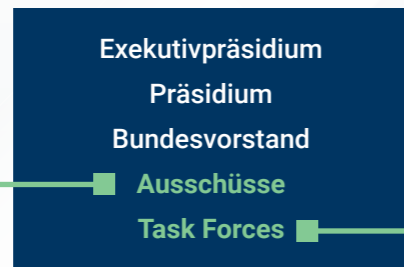 Exekutivpräsidium
Präsidium
Bundesvorstand
Ausschüsse
Task Forces